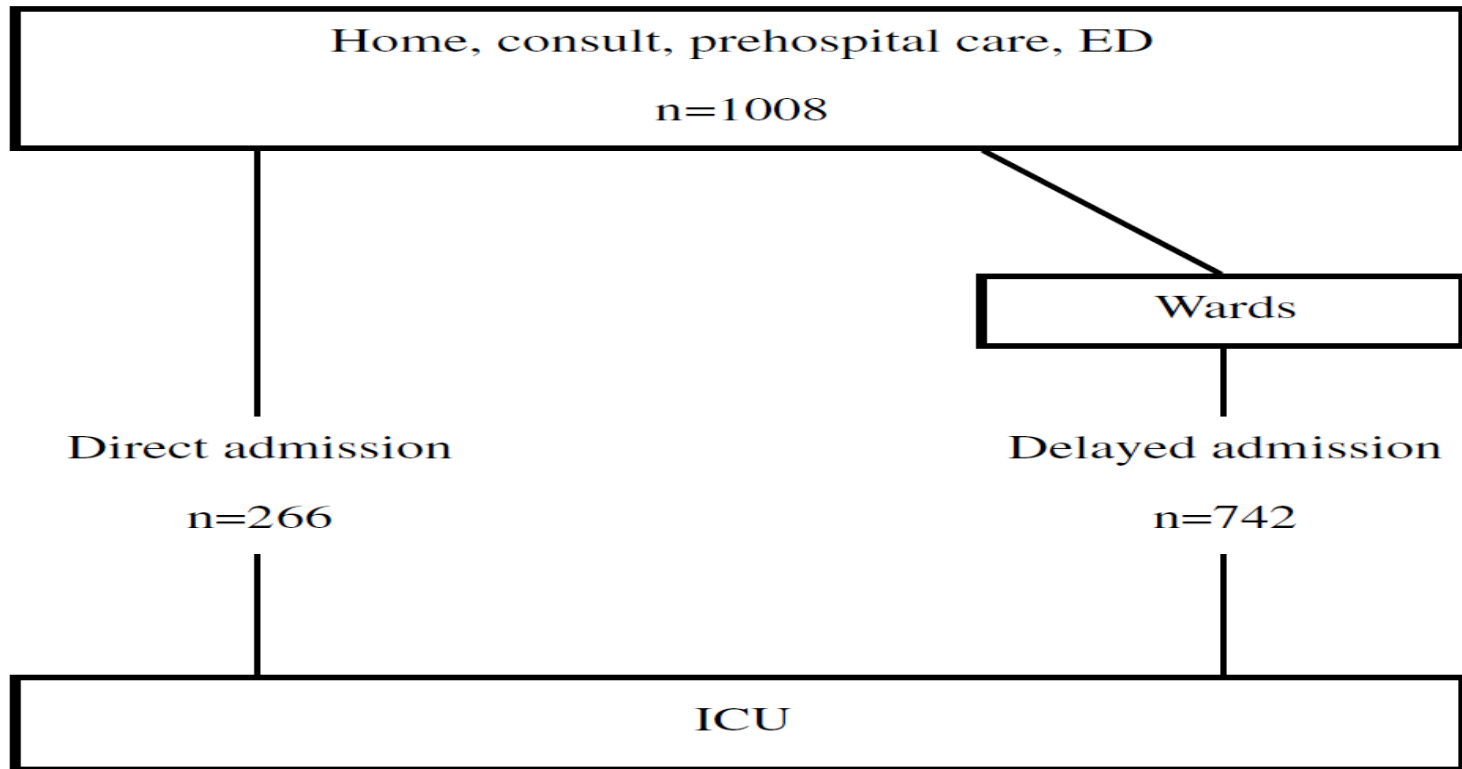 Home, consult, prehospital care, ED
n=1008
Wards
Direct admission
n=266
Delayed admission
n=742
ICU